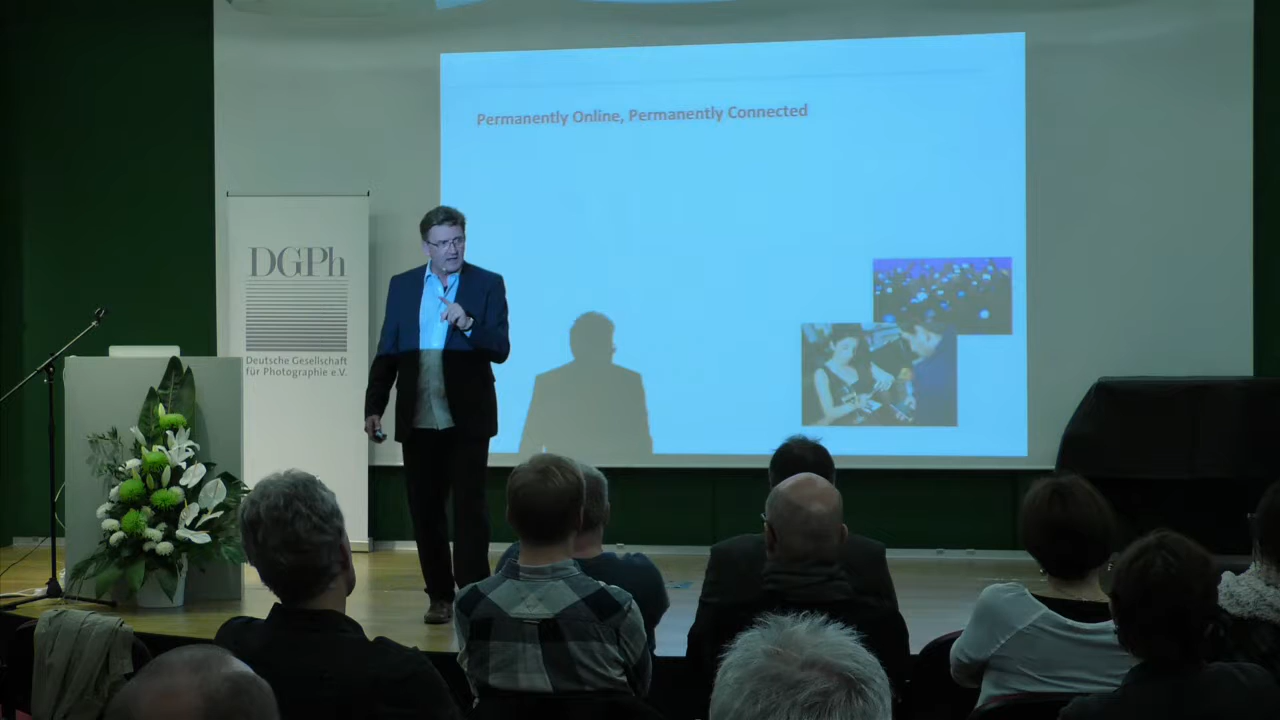 Permanently Online, Permanently Connected
DGPh
Deutsche Gesellschaft
für Photographie e.V.